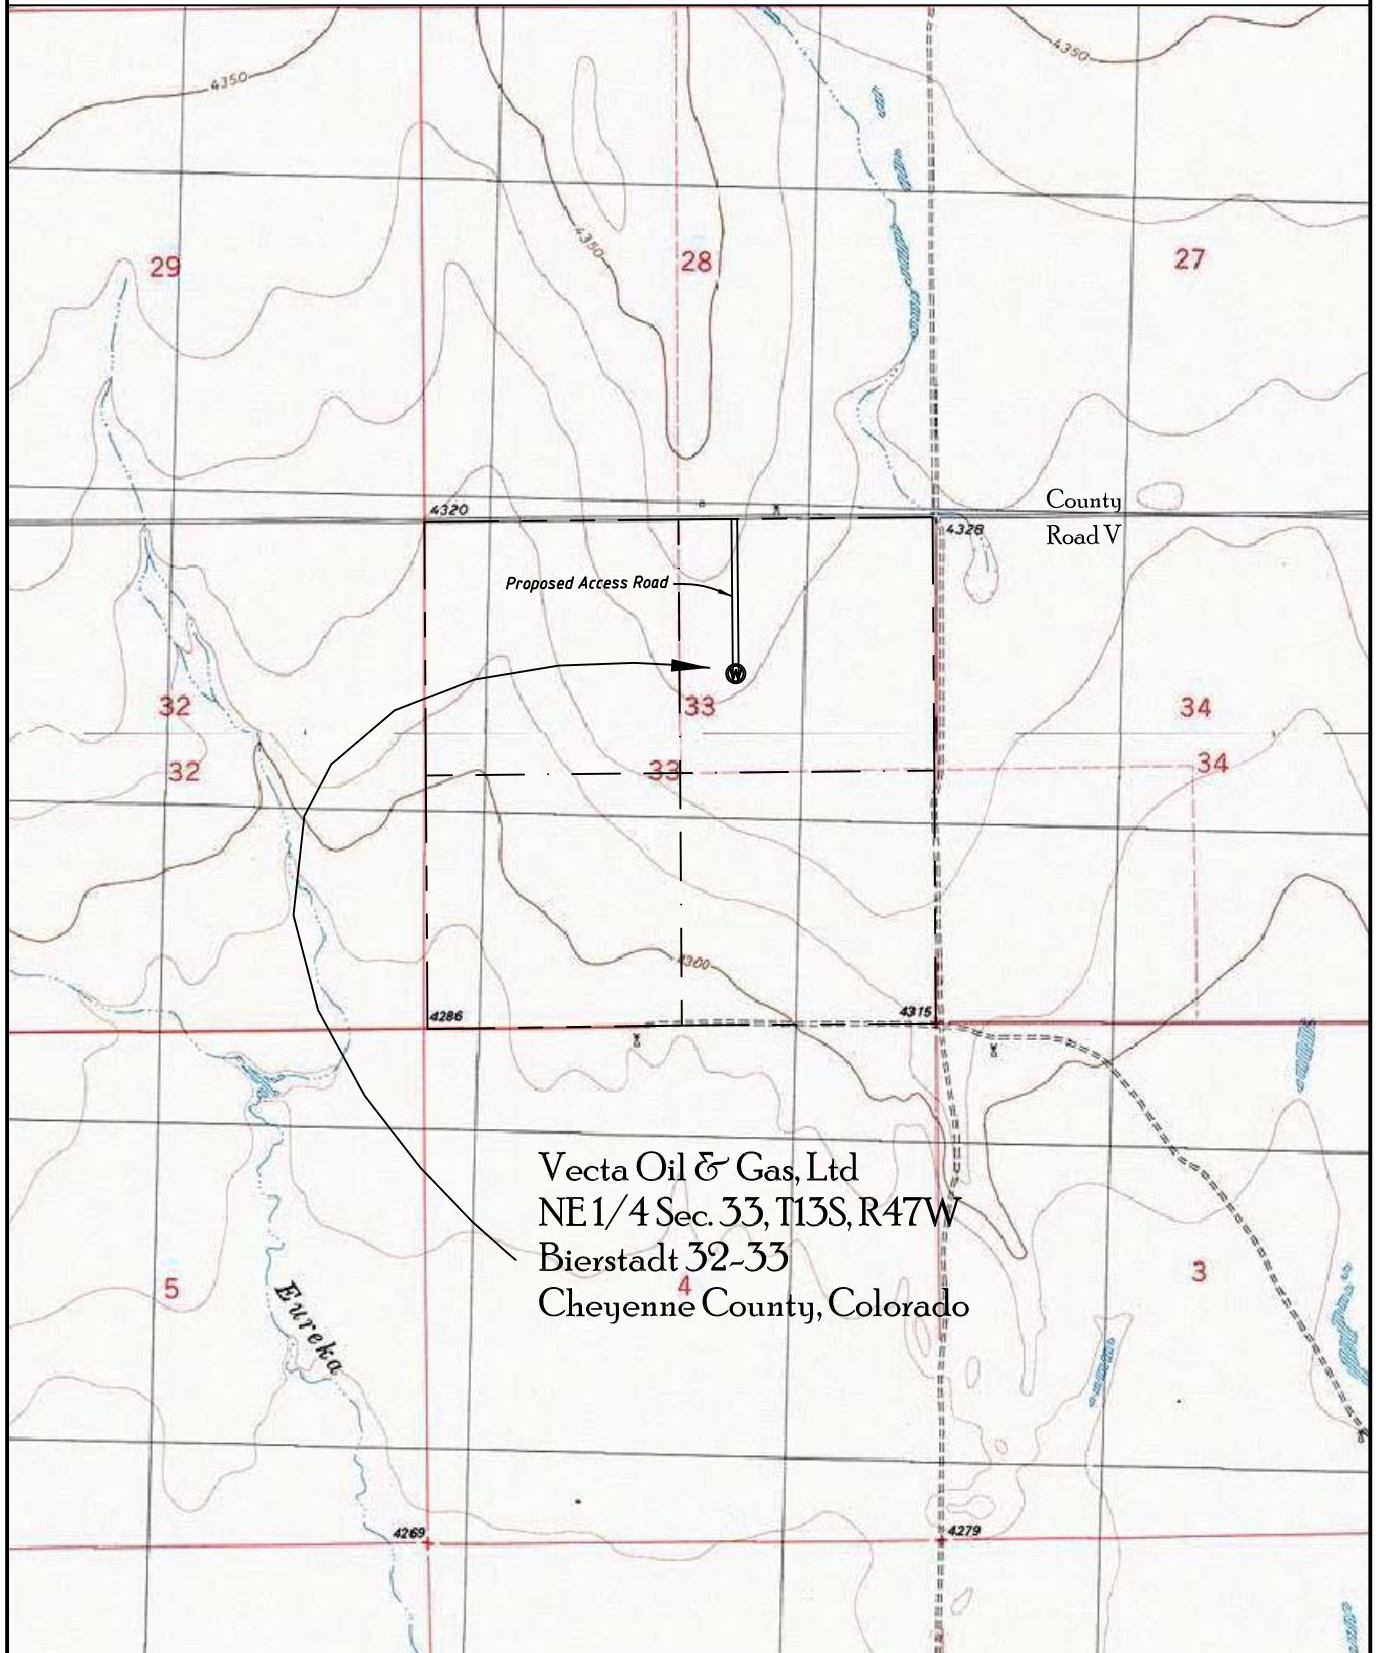 4350
4350
4350
29
28
27
4320
4328
County
Road V
Proposed Access Road
W
32
33
34
32
33
34
4300
4286
4315
Vecta Oil & Gas, Ltd
NE 1/4 Sec. 33, T13S, R47W
Bierstadt 32-33
Cheyenne County, Colorado
5
4
3
Eureka
4269
4279